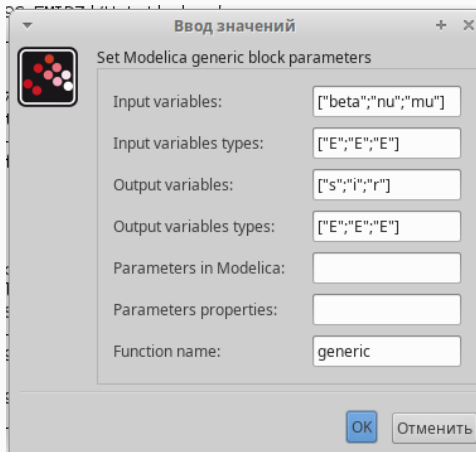 Ввод значений
Set Modelica generic block parameters
Input variables: ["beta";"nu";"mu"]
Input variables types: ["E";"E";"E"]
Output variables: ["s";"i";"r"]
Output variables types: ["E";"E";"E"]
Parameters in Modelica:
Parameters properties:
Function name: generic
OK Отменить